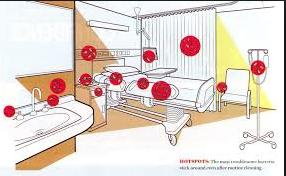 HOTSPOTS: The most troublesome bacteria
stick around even after routine cleaning.